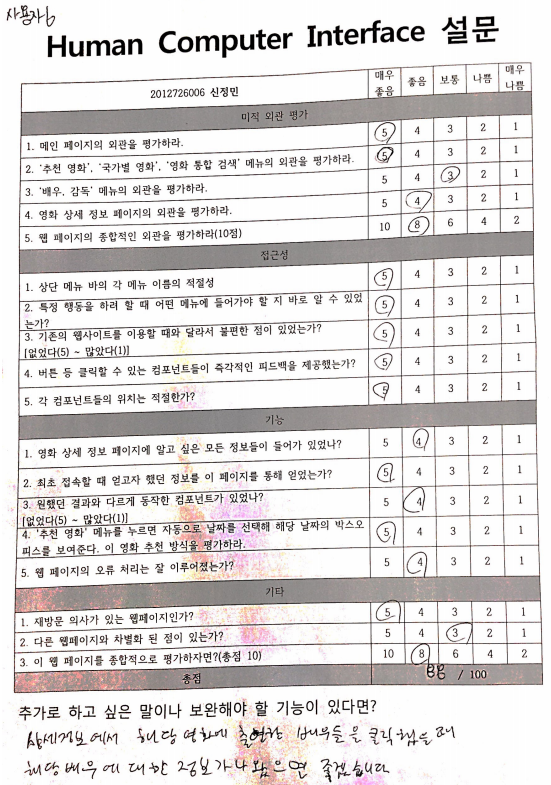 사용자6
Human Computer Interface 설문
2012726006 신정민 매우 좋음 좋음 보통 나쁨 매우 나쁨
미적 외관 평가
1. 메인 페이지의 외관을 평가하라. 5 4 3 2 1
2. '추천 영화', '국가별 영화', '영화 통합 검색' 메뉴의 외관을 평가하라. 5 4 3 2 1
3. '배우, 감독' 메뉴의 외관을 평가하라. 5 4 3 2 1
4. 영화 상세 정보 페이지의 외관을 평가하라. 5 4 3 2 1
5. 웹 페이지의 종합적인 외관을 평가하라(10점) 10 8 6 4 2
접근성
1. 상단 메뉴 바의 각 메뉴 이름의 적절성 5 4 3 2 1
2. 특정 행동을 하려 할 때 어떤 메뉴에 들어가야 할 지 바로 알 수 있었
는가? 5 4 3 2 1
3. 기존의 웹사이트를 이용할 때와 달라서 불편한 점이 있었는가?
[없었다(5) ~ 많았다(1)] 5 4 3 2 1
4. 버튼 등 클릭할 수 있는 컴포넌트들이 즉각적인 피드백을 제공했는가? 5 4 3 2 1
5. 각 컴포넌트들의 위치는 적절한가? 5 4 3 2 1
기능
1. 영화 상세 정보 페이지에 알고 싶은 모든 정보들이 들어가 있었나? 5 4 3 2 1
2. 최초 접속할 때 얻고자 했던 정보를 이 페이지를 통해 얻었는가? 5 4 3 2 1
3. 원했던 결과와 다르게 동작한 컴포넌트가 있었나?
[없었다(5) ~ 많았다(1)] 5 4 3 2 1
4. '추천 영화' 메뉴를 누르면 자동으로 날짜를 선택해 해당 날짜의 박스오
피스를 보여준다. 이 영화 추천 방식을 평가하라. 5 4 3 2 1
5. 웹 페이지의 오류 처리는 잘 이루어졌는가? 5 4 3 2 1
기타
1. 재방문 의사가 있는 웹페이지인가? 5 4 3 2 1
2. 다른 웹페이지와 차별화 된 점이 있는가? 5 4 3 2 1
3. 이 웹 페이지를 종합적으로 평가하자면?(총점 10) 10 8 6 4 2
총점 88 / 100
추가로 하고 싶은 말이나 보완해야 할 기능이 있다면?
상세정보에서 해당 영화에 출연한 배우들을 클릭했을 때
해당 배우에 대한 정보가 나왔으면 좋겠습니다